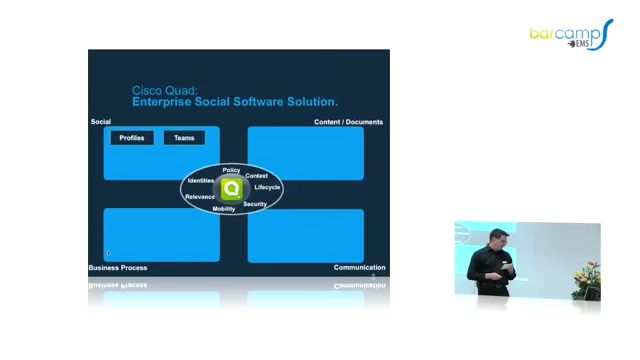 barcamp
EMS
Cisco Quad:
Enterprise Social Software Solution.
Social
Content / Documents
Profiles
Teams
Policy
Identities
Context
Lifecycle
Relevance
Security
Mobility
Business Process
Communication